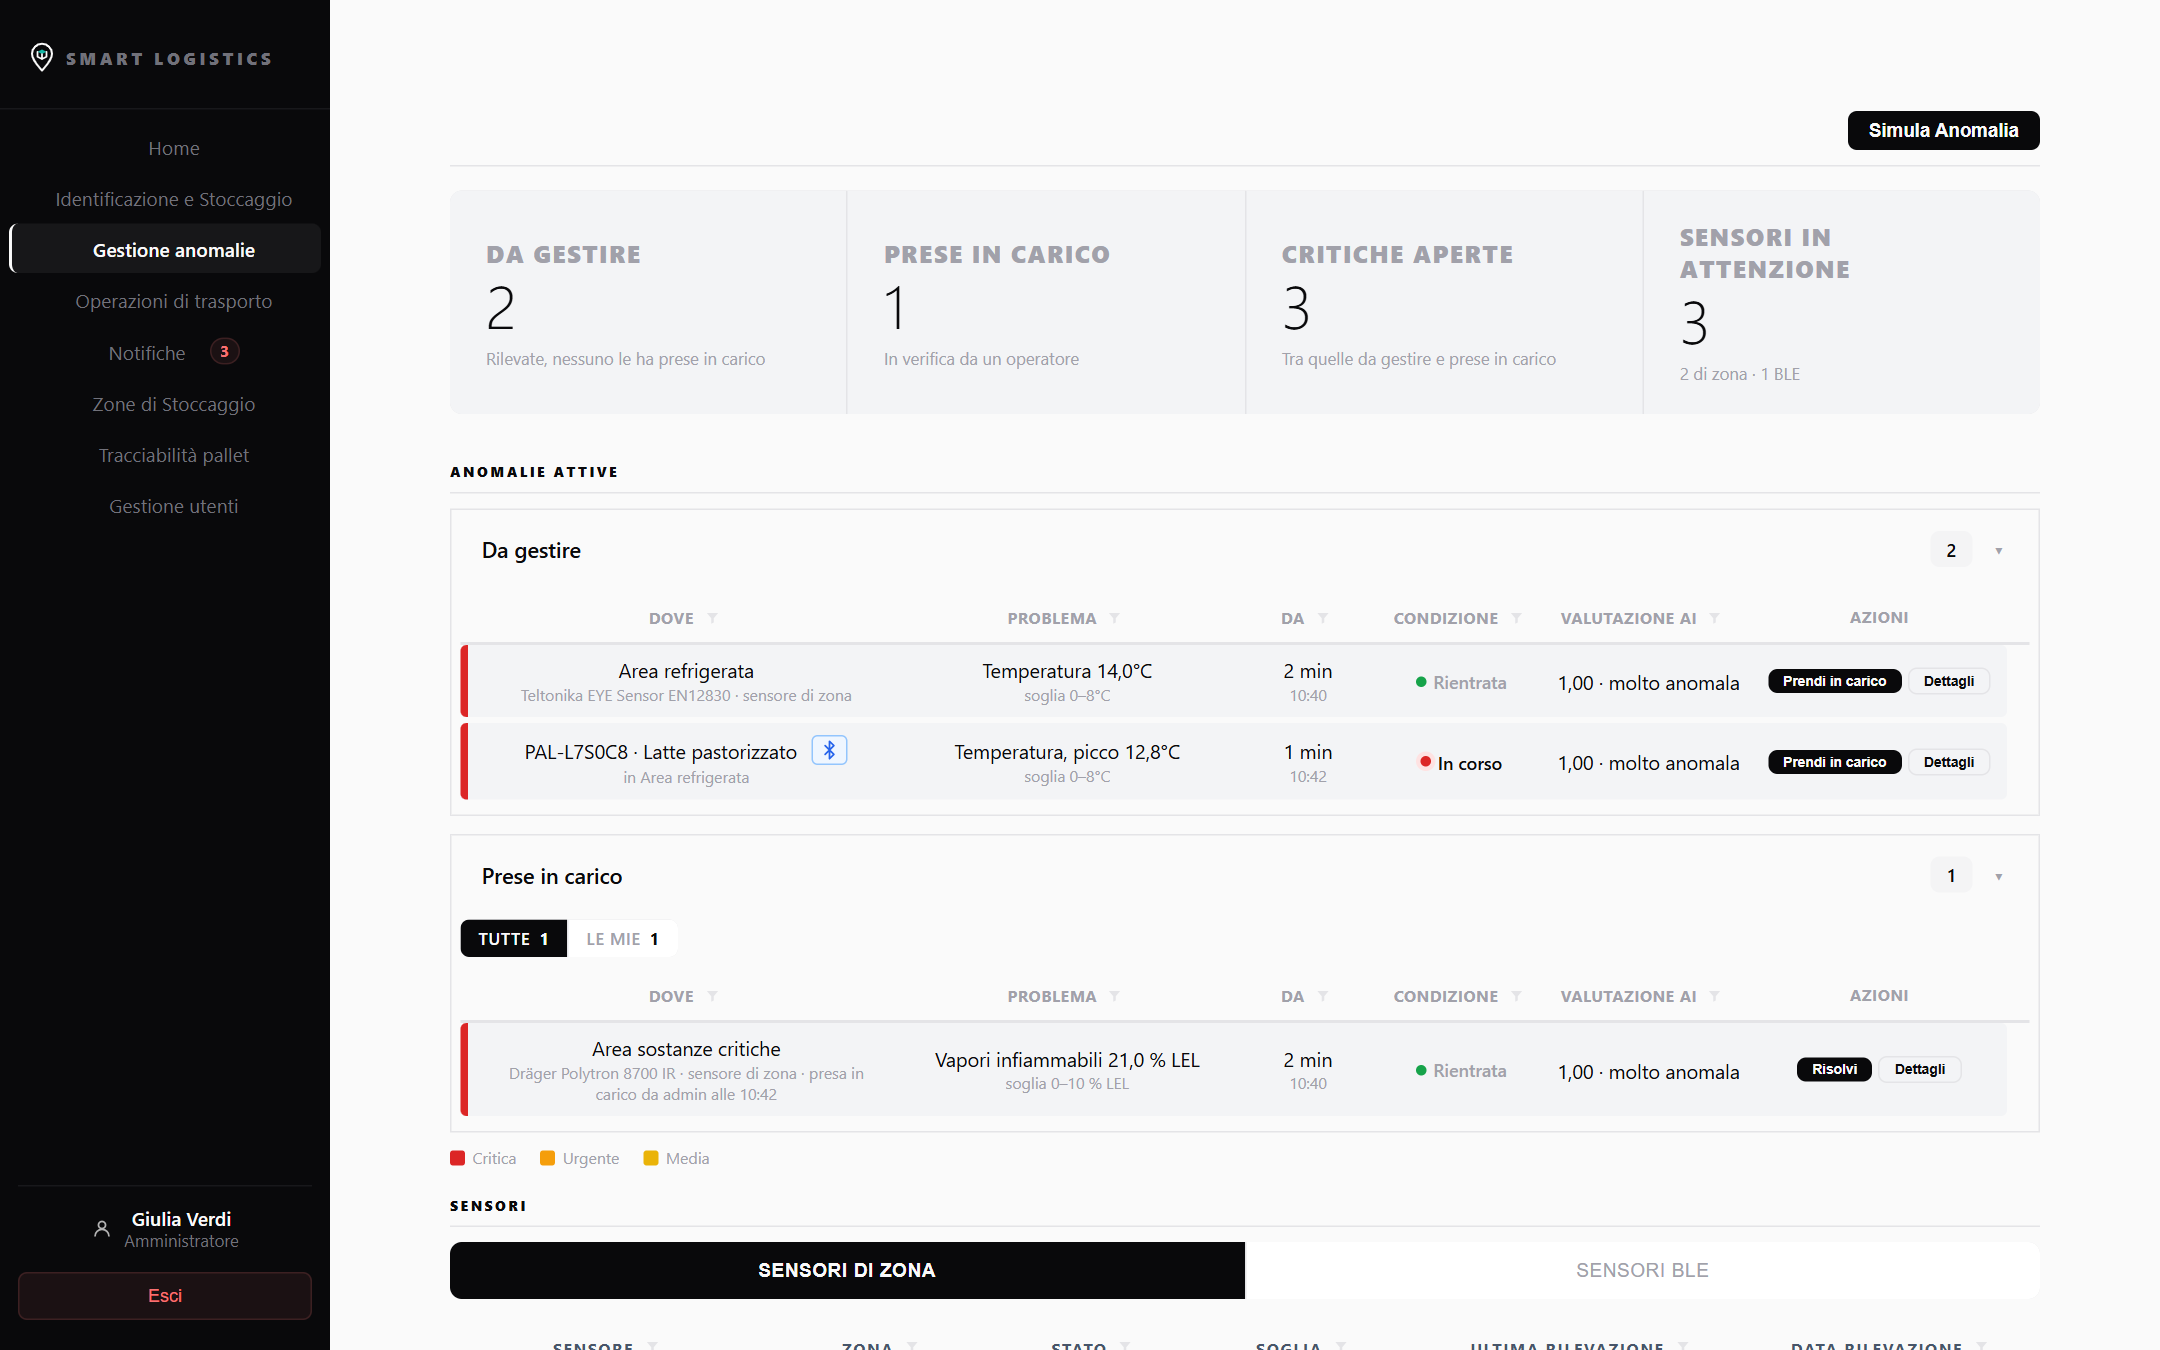 SMART LOGISTICS
Home
Identificazione e Stoccaggio
Gestione anomalie
Operazioni di trasporto
Notifiche 3
Zone di Stoccaggio
Tracciabilità pallet
Gestione utenti
Giulia Verdi
Amministratore
Esci
Simula Anomalia
DA GESTIRE
2
Rilevate, nessuno le ha prese in carico
PRESE IN CARICO
1
In verifica da un operatore
CRITICHE APERTE
3
Tra quelle da gestire e prese in carico
SENSORI IN
ATTENZIONE
3
2 di zona · 1 BLE
ANOMALIE ATTIVE
Da gestire 2
DOVE PROBLEMA DA CONDIZIONE VALUTAZIONE AI AZIONI
Area refrigerata Temperatura 14,0°C 2 min Rientrata 1,00 · molto anomala Prendi in carico Dettagli
Teltonika EYE Sensor EN12830 · sensore di zona soglia 0–8°C 10:40
PAL-L7S0C8 · Latte pastorizzato Temperatura, picco 12,8°C 1 min In corso 1,00 · molto anomala Prendi in carico Dettagli
in Area refrigerata soglia 0–8°C 10:42
Prese in carico 1
TUTTE 1 LE MIE 1
DOVE PROBLEMA DA CONDIZIONE VALUTAZIONE AI AZIONI
Area sostanze critiche Vapori infiammabili 21,0 % LEL 2 min Rientrata 1,00 · molto anomala Risolvi Dettagli
Dräger Polytron 8700 IR · sensore di zona · presa in soglia 0–10 % LEL 10:40
carico da admin alle 10:42
Critica Urgente Media
SENSORI
SENSORI DI ZONA SENSORI BLE
SENSORE ZONA STATO SOGLIA ULTIMA RILEVAZIONE DATA RILEVAZIONE